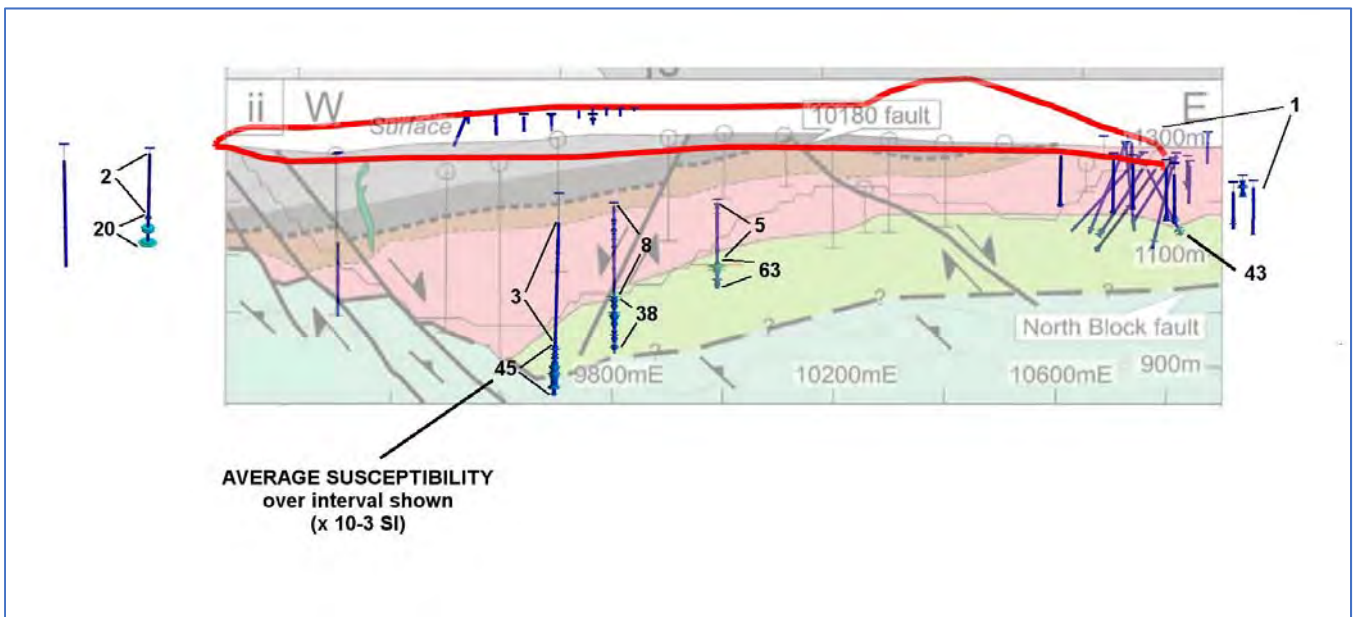 ii W
E
Surface
10180 fault
1
1300m
2
20
8
5
1100m
63
43
3
38
?
?
?
North Block fault
45
9800mE
10200mE
10600mE
900m
AVERAGE SUSCEPTIBILITY
over interval shown
(x 10-3 SI)